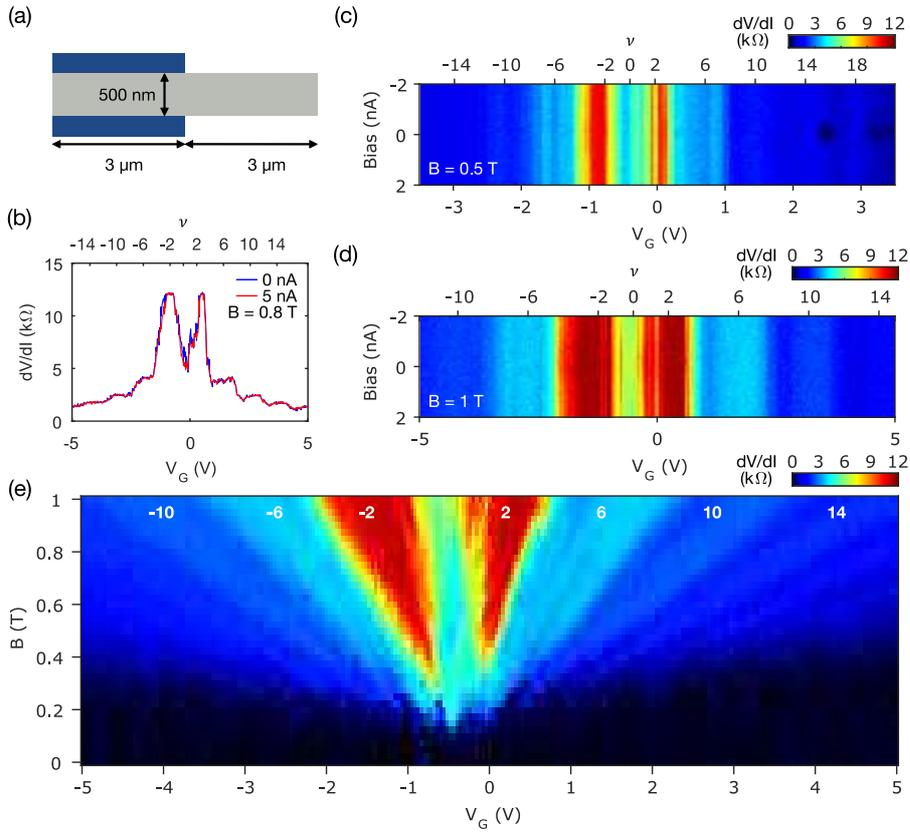 (a)
500 nm
3 μm 3 μm
(b)
ν
-14 -10 -6 -2 2 6 10 14
15
10
5
0
dV/dI (kΩ)
0 nA
5 nA
B = 0.8 T
-5 0 5
V_G (V)
(c)
dV/dI (kΩ)
0 3 6 9 12
ν
-14 -10 -6 -2 2 6 10 14 18
-2
0
2
Bias (nA)
B = 0.5 T
-3 -2 -1 0 1 2 3
V_G (V)
(d)
dV/dI (kΩ)
0 3 6 9 12
ν
-10 -6 -2 0 2 6 10 14
-2
0
2
Bias (nA)
B = 1 T
-5 0 5
V_G (V)
(e)
dV/dI (kΩ)
0 3 6 9 12
1
0.8
0.6
0.4
0.2
0
B (T)
-10 -6 -2 2 6 10 14
-5 -4 -3 -2 -1 0 1 2 3 4 5
V_G (V)